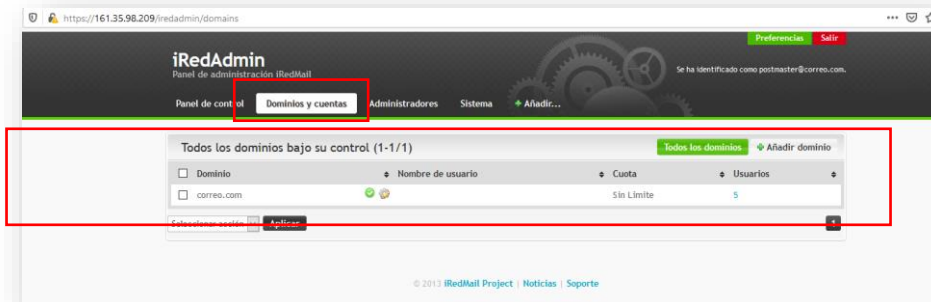 https://161.35.98.209/iredadmin/domains
Preferencias Salir
iRedAdmin
Panel de administración iRedMail
Se ha identificado como postmaster@correo.com.
Panel de control Dominios y cuentas Administradores Sistema Añadir...
Todos los dominios bajo su control (1-1/1) Todos los dominios Añadir dominio
Dominio Nombre de usuario Cuota Usuarios
correo.com Sin Limite 5
Seleccionar acción Aplicar 1
© 2013 iRedMail Project | Noticias | Soporte